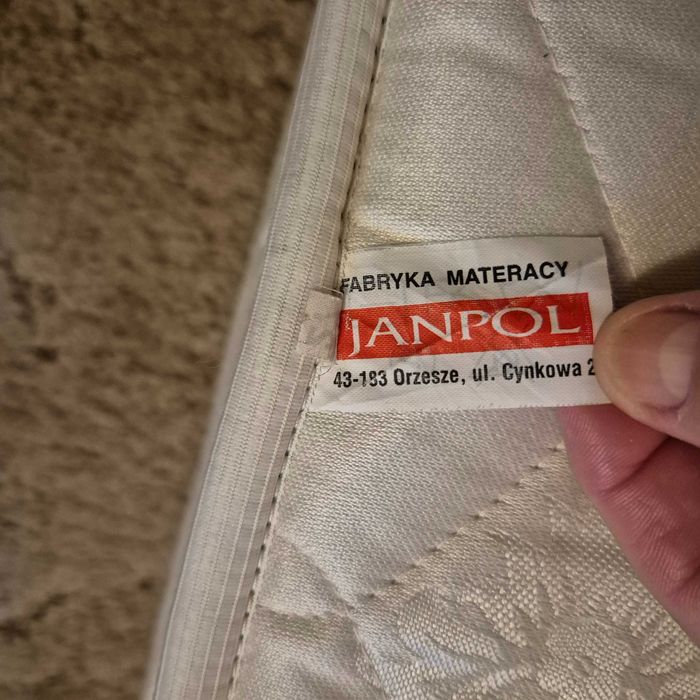 FABRYKA MATERACY
JANPOL
43-183 Orzesze, ul. Cynkowa 2